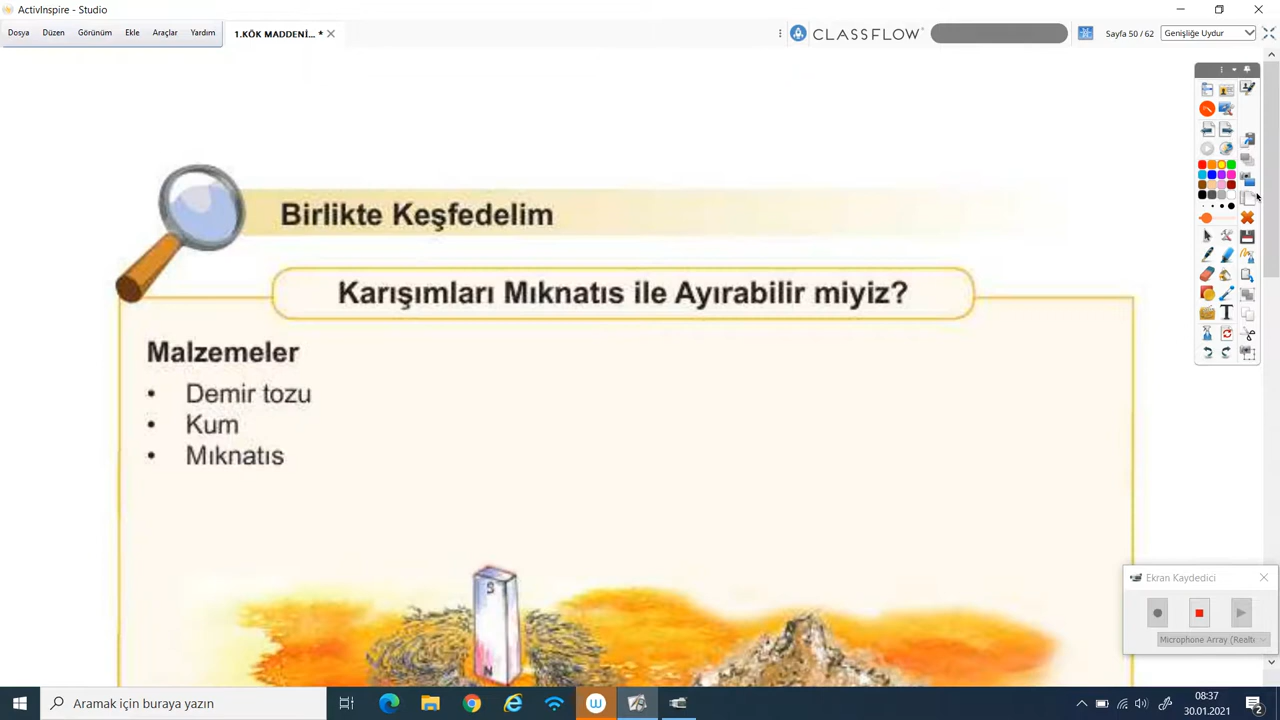 ActivInspire - Studio
Dosya Düzen Görünüm Ekle Araçlar Yardım
1.KÖK MADDENİ... *
CLASSFLOW
Sayfa 50 / 62
Genişliğe Uydur
Birlikte Keşfedelim
Karışımları Mıknatıs ile Ayırabilir miyiz?
Malzemeler
• Demir tozu
• Kum
• Mıknatıs
S
N
Ekran Kaydedici
Microphone Array (Realte
Aramak için buraya yazın
08:37
30.01.2021
2